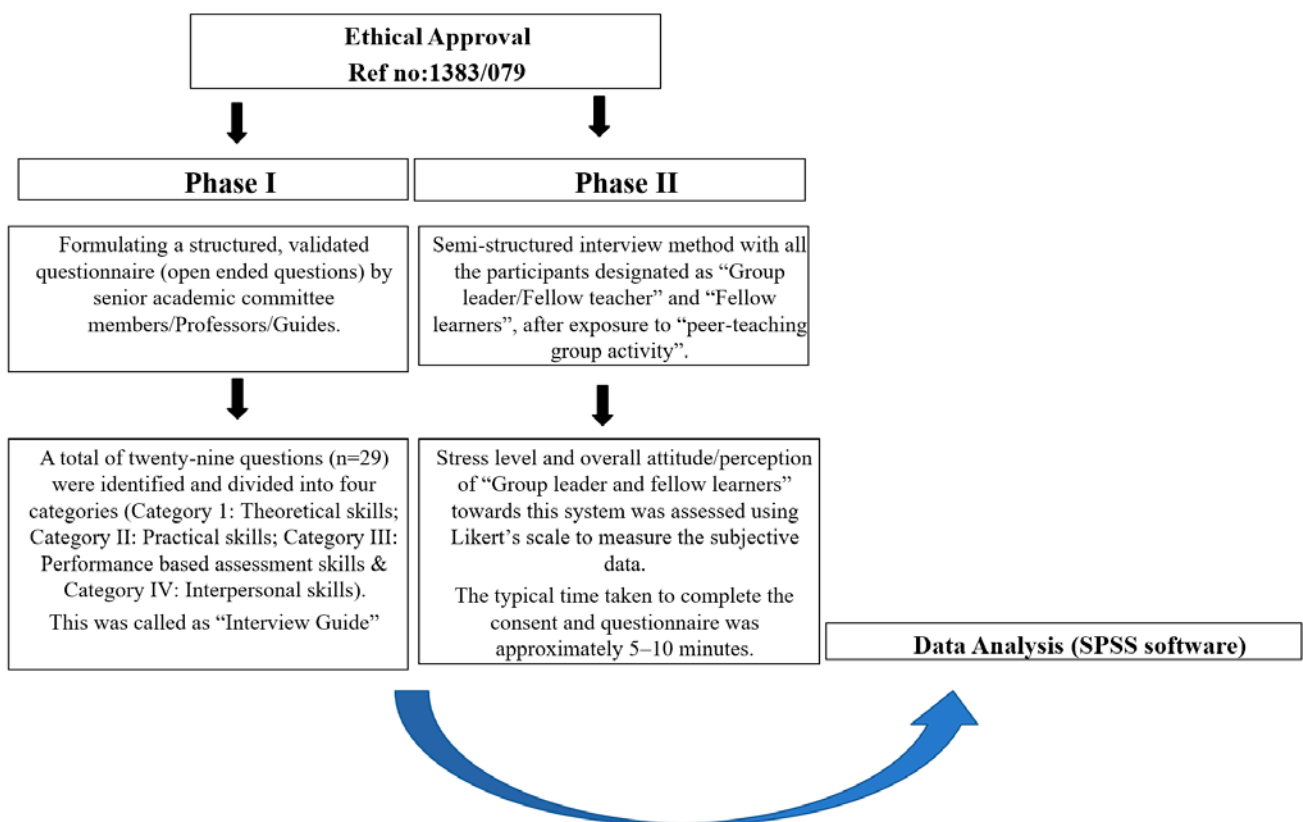 Ethical Approval
Ref no:1383/079
Phase I
Phase II
Formulating a structured, validated
questionnaire (open ended questions) by
senior academic committee
members/Professors/Guides.
Semi-structured interview method with all
the participants designated as “Group
leader/Fellow teacher” and “Fellow
learners”, after exposure to “peer-teaching
group activity”.
A total of twenty-nine questions (n=29)
were identified and divided into four
categories (Category 1: Theoretical skills;
Category II: Practical skills; Category III:
Performance based assessment skills &
Category IV: Interpersonal skills).
This was called as “Interview Guide”
Stress level and overall attitude/perception
of “Group leader and fellow learners”
towards this system was assessed using
Likert’s scale to measure the subjective
data.
The typical time taken to complete the
consent and questionnaire was
approximately 5–10 minutes.
Data Analysis (SPSS software)